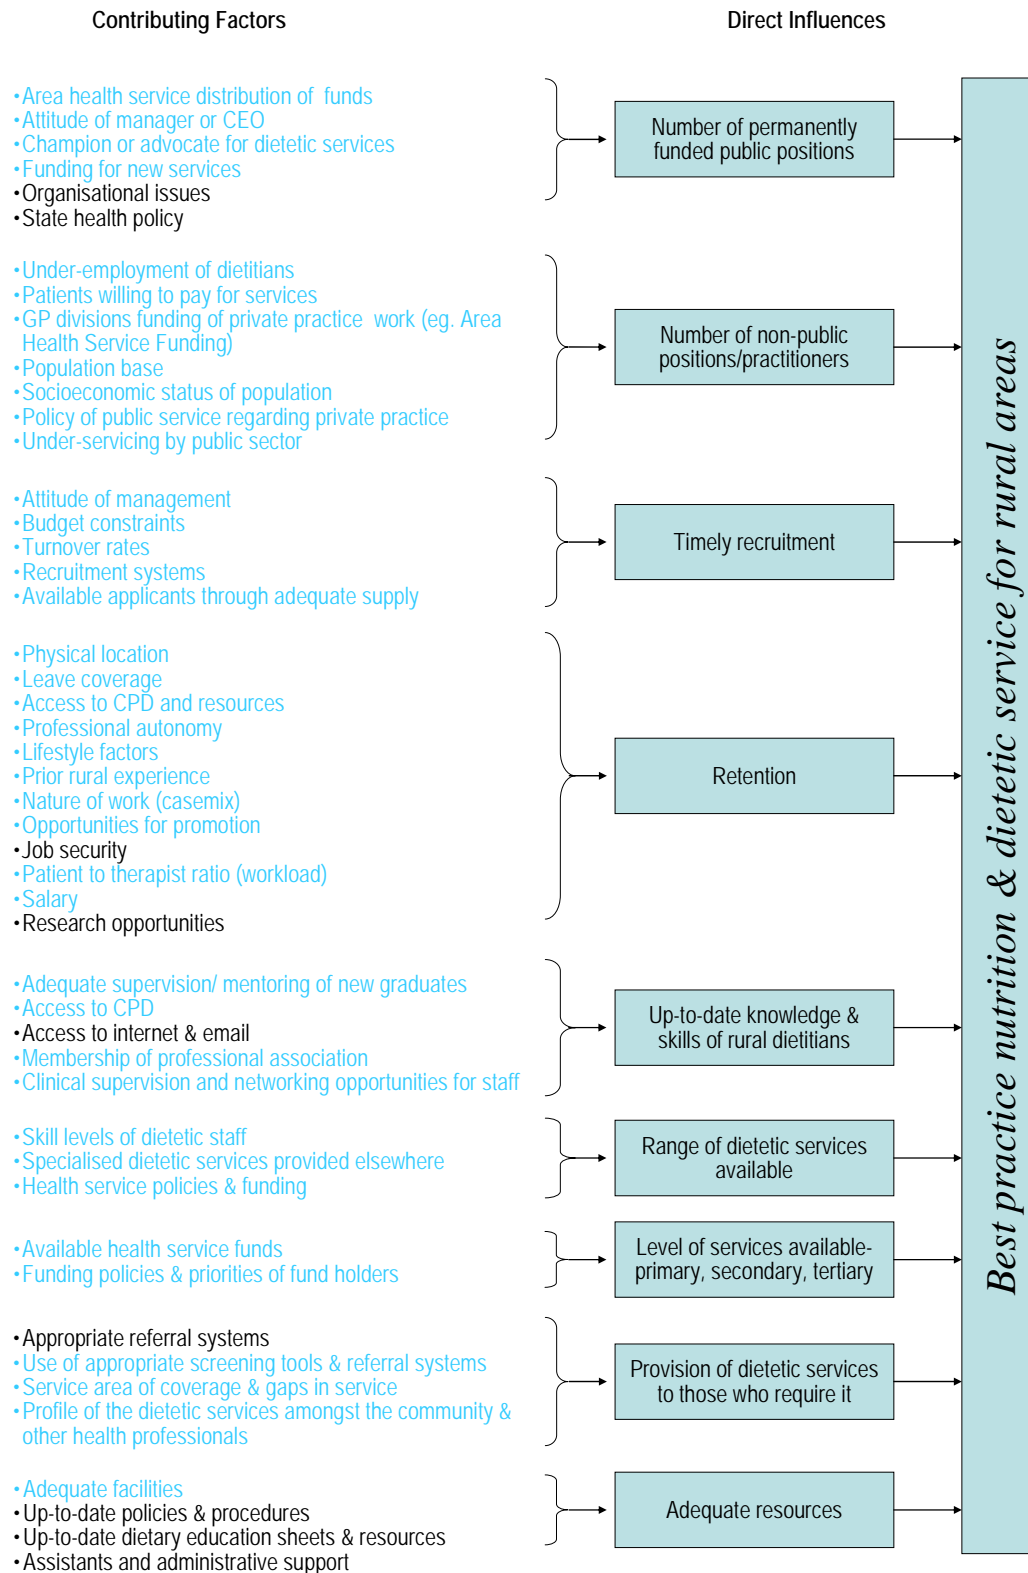 Contributing Factors
Direct Influences
•Area health service distribution of  funds
•Attitude of manager or CEO
•Champion or advocate for dietetic services
•Funding for new services
•Organisational issues
•State health policy
Number of permanently
funded public positions
•Under-employment of dietitians
•Patients willing to pay for services
•GP divisions funding of private practice  work (eg. Area
Health Service Funding)
•Population base
•Socioeconomic status of population
•Policy of public service regarding private practice
•Under-servicing by public sector
Number of non-public
positions/practitioners
•Attitude of management
•Budget constraints
•Turnover rates
•Recruitment systems
•Available applicants through adequate supply
Timely recruitment
•Physical location
•Leave coverage
•Access to CPD and resources
•Professional autonomy
•Lifestyle factors
•Prior rural experience
•Nature of work (casemix)
•Opportunities for promotion
•Job security
•Patient to therapist ratio (workload)
•Salary
•Research opportunities
Retention
•Adequate supervision/ mentoring of new graduates
•Access to CPD
•Access to internet & email
•Membership of professional association
•Clinical supervision and networking opportunities for staff
Up-to-date knowledge &
skills of rural dietitians
•Skill levels of dietetic staff
•Specialised dietetic services provided elsewhere
•Health service policies & funding
Range of dietetic services
available
•Available health service funds
•Funding policies & priorities of fund holders
Level of services available-
primary, secondary, tertiary
•Appropriate referral systems
•Use of appropriate screening tools & referral systems
•Service area of coverage & gaps in service
•Profile of the dietetic services amongst the community &
other health professionals
Provision of dietetic services
to those who require it
•Adequate facilities
•Up-to-date policies & procedures
•Up-to-date dietary education sheets & resources
•Assistants and administrative support
Adequate resources
Best practice nutrition & dietetic service for rural areas